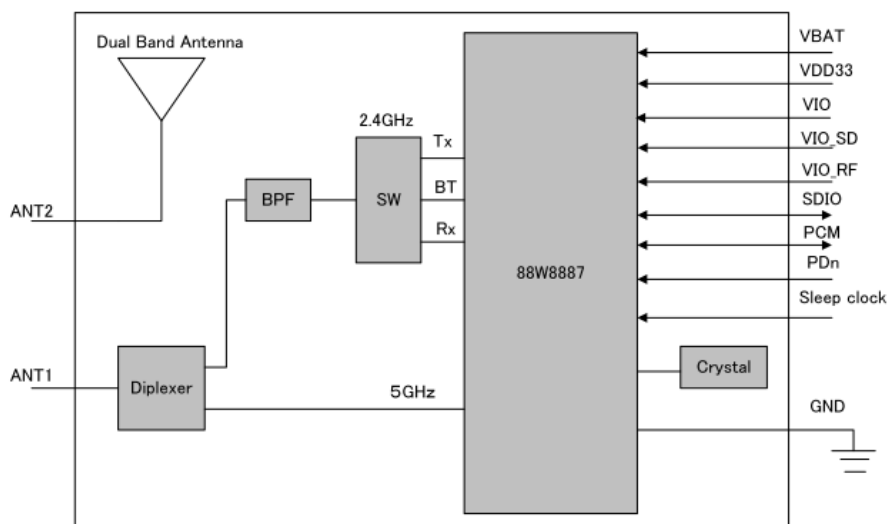 Dual Band Antenna
VBAT
VDD33
VIO
VIO_SD
VIO_RF
SDIO
PCM
PDn
Sleep clock
2.4GHz
Tx
BT
Rx
BPF
SW
ANT2
88W8887
ANT1
Diplexer
5GHz
Crystal
GND